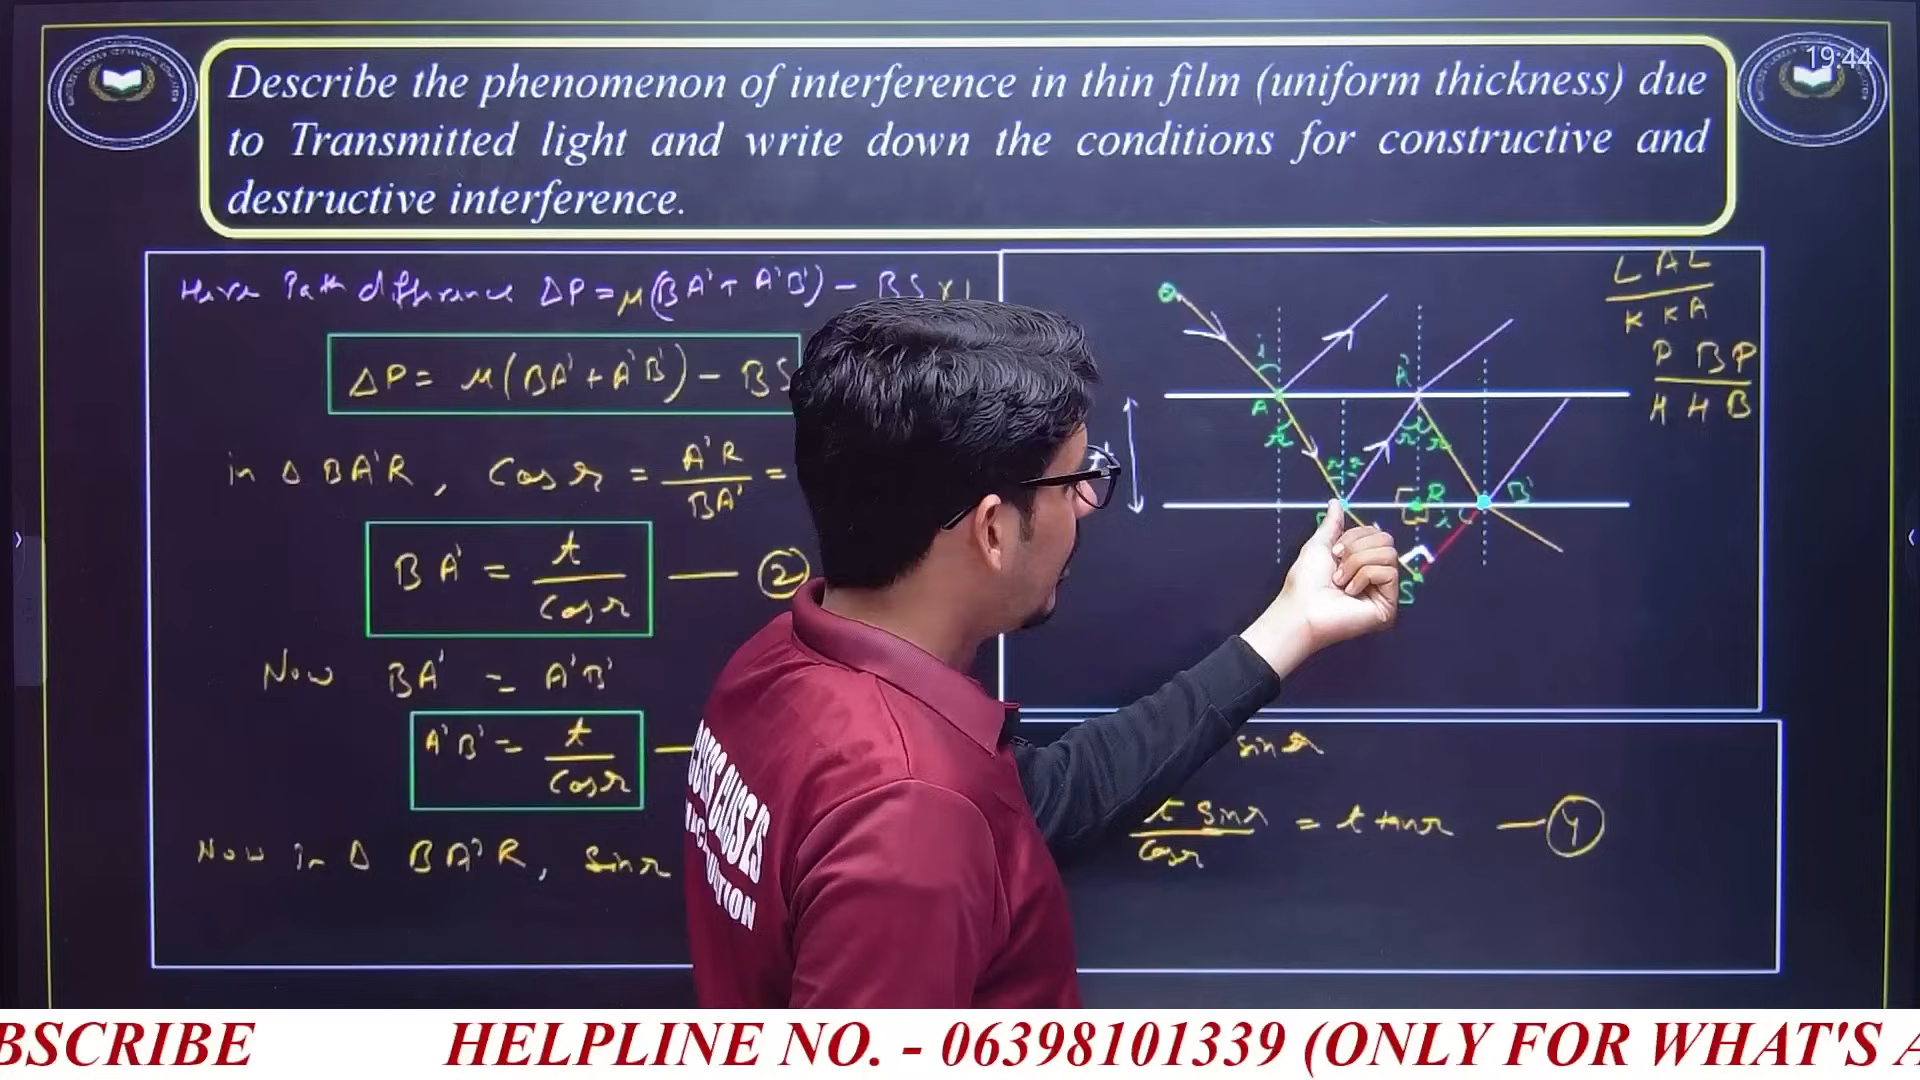 19:44
Describe the phenomenon of interference in thin film (uniform thickness) due
to Transmitted light and write down the conditions for constructive and
destructive interference.
Here Path difference ΔP = μ(BA' + A'B') - BS x 1
ΔP = μ(BA' + A'B') - BS
in Δ BA'R, Cos r = A'R / BA' =
BA' = t / Cos r — ②
Now BA' = A'B'
A'B' = t / Cos r —
Now in Δ BA'R, Sin r
L A L
K K A
P B P
H H B
i
A
A'
r
r
r
t
R
B'
i
S
sin r
t Sin r / Cos r = t tan r — ④
BSCRIBE HELPLINE NO. - 06398101339 (ONLY FOR WHAT'S A